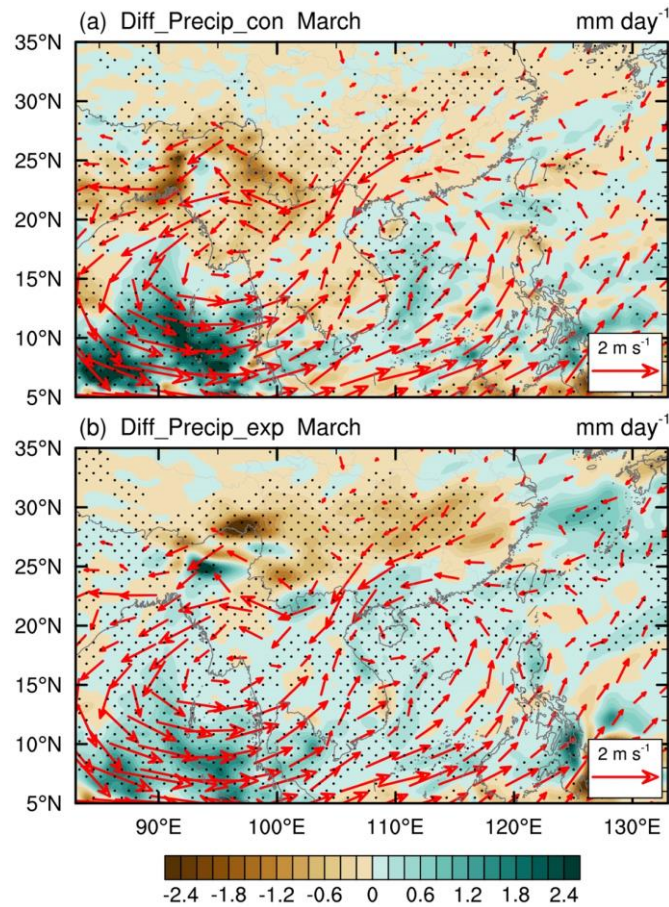 (a) Diff_Precip_con March mm day⁻¹
35°N
30°N
25°N
20°N
15°N
10°N
5°N
2 m s⁻¹
(b) Diff_Precip_exp March mm day⁻¹
35°N
30°N
25°N
20°N
15°N
10°N
5°N
2 m s⁻¹
90°E 100°E 110°E 120°E 130°E
-2.4 -1.8 -1.2 -0.6 0 0.6 1.2 1.8 2.4